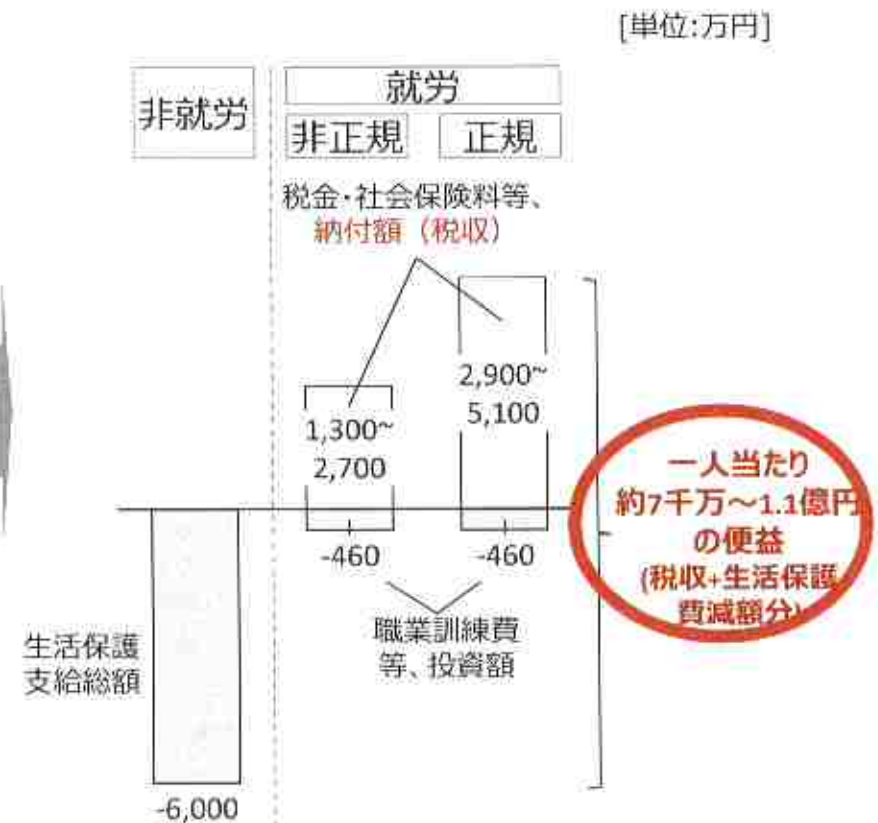 [単位:万円]
非就労
就労
非正規
正規
税金・社会保険料等、
納付額（税収）
2,900~
5,100
1,300~
2,700
一人当たり
約7千万～1.1億円
の便益
(税収+生活保護
費減額分)
-460
-460
職業訓練費
等、投資額
生活保護
支給総額
-6,000